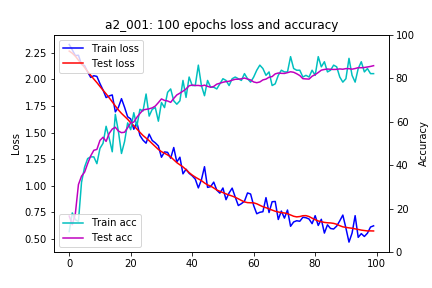 a2_001: 100 epochs loss and accuracy
Train loss
Test loss
Train acc
Test acc
Loss
Accuracy
2.25
2.00
1.75
1.50
1.25
1.00
0.75
0.50
100
80
60
40
20
0
0 20 40 60 80 100